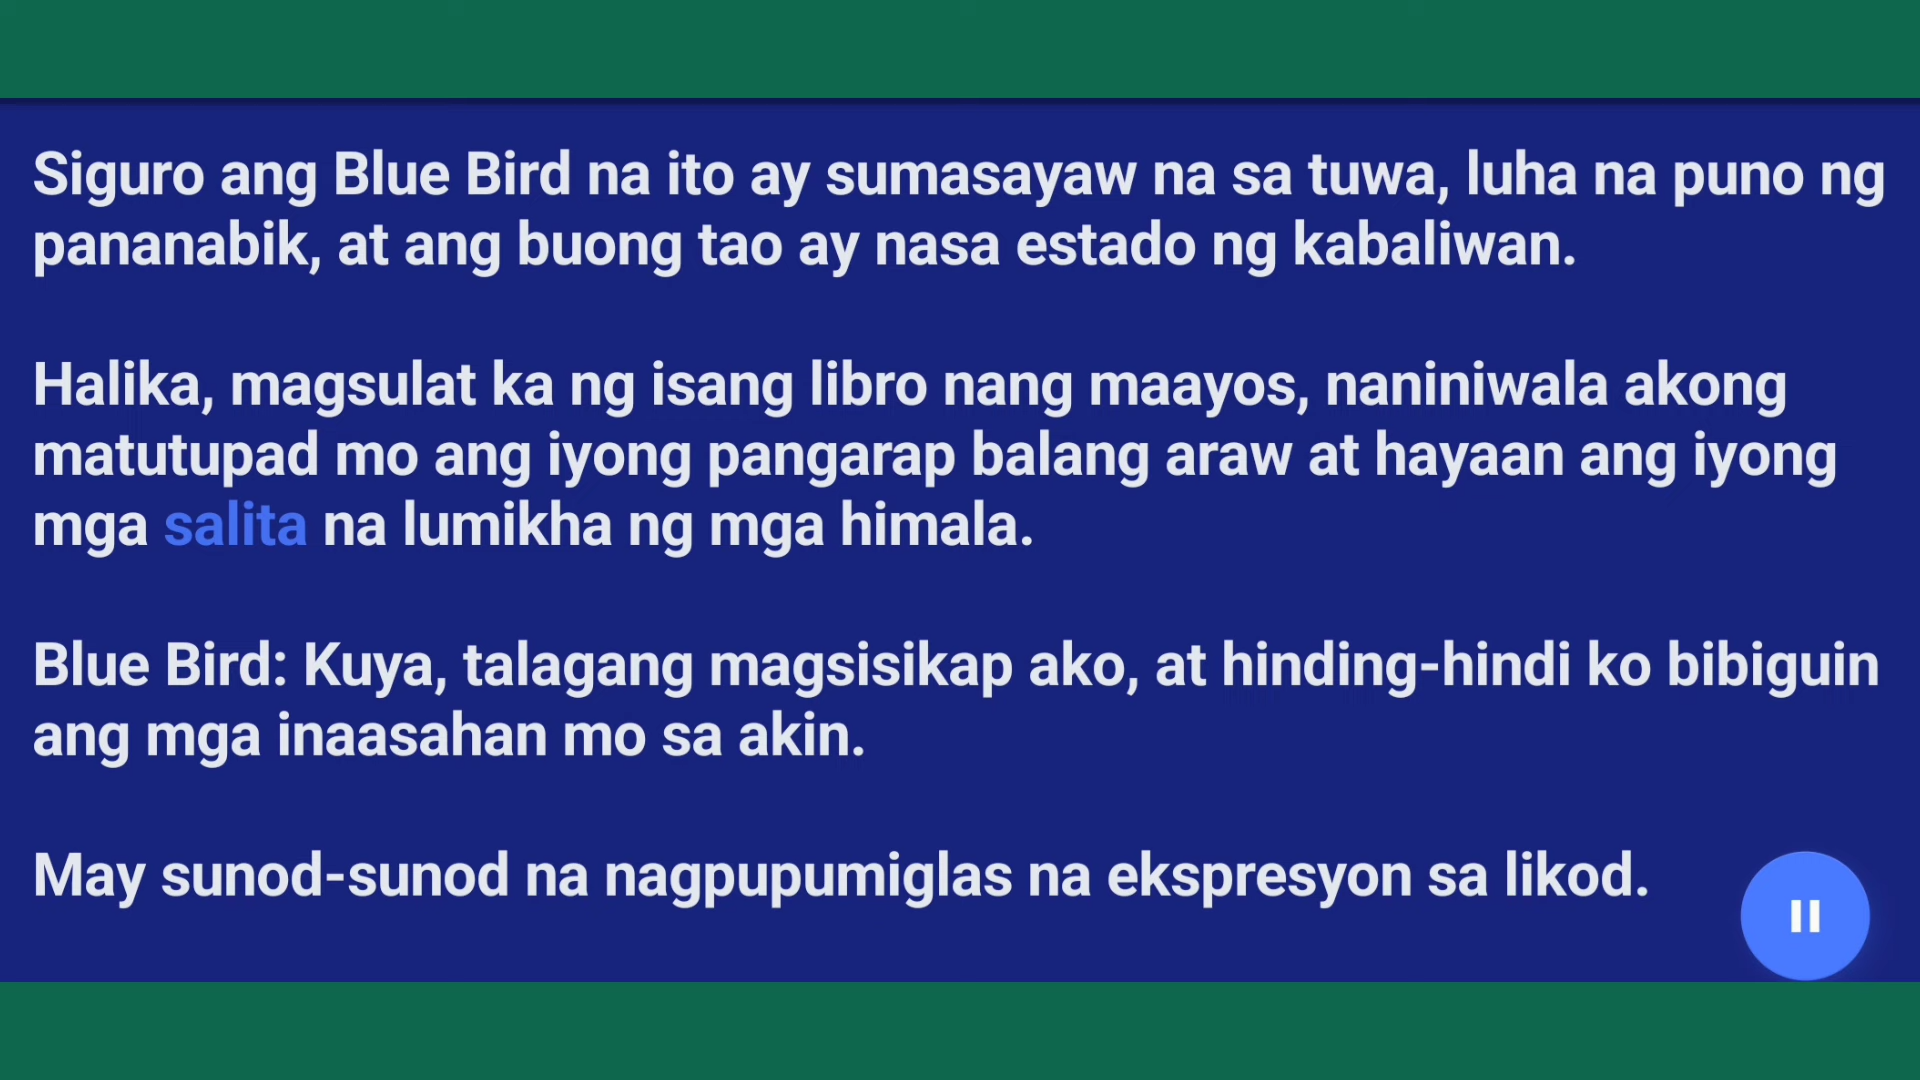 Siguro ang Blue Bird na ito ay sumasayaw na sa tuwa, luha na puno ng
pananabik, at ang buong tao ay nasa estado ng kabaliwan.
Halika, magsulat ka ng isang libro nang maayos, naniniwala akong
matutupad mo ang iyong pangarap balang araw at hayaan ang iyong
mga salita na lumikha ng mga himala.
Blue Bird: Kuya, talagang magsisikap ako, at hinding-hindi ko bibiguin
ang mga inaasahan mo sa akin.
May sunod-sunod na nagpupumiglas na ekspresyon sa likod.